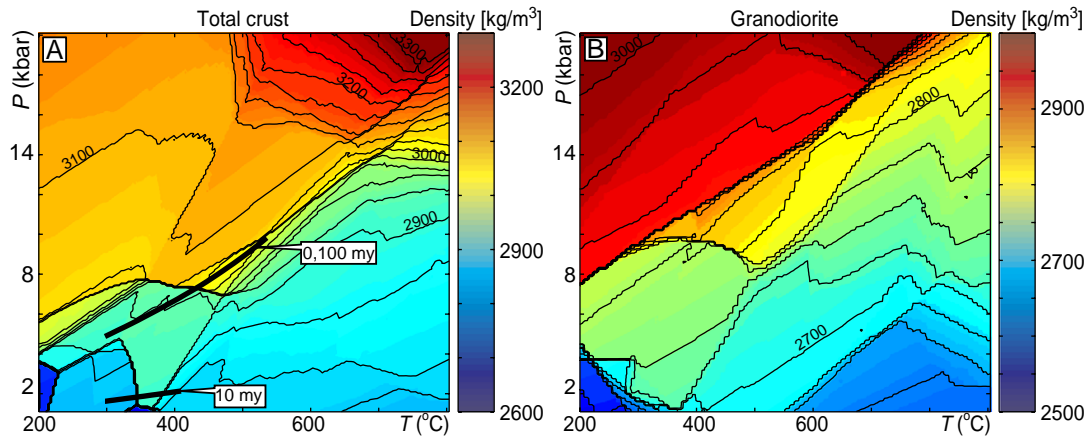 Total crust
Density [kg/m³]
Granodiorite
Density [kg/m³]
A
B
P (kbar)
14
8
2
3300
3200
3100
3000
2900
0,100 my
10 my
3200
2900
2600
200
400
600
T (°C)
P (kbar)
14
8
2
3000
2800
2700
2900
2700
2500
200
400
600
T (°C)